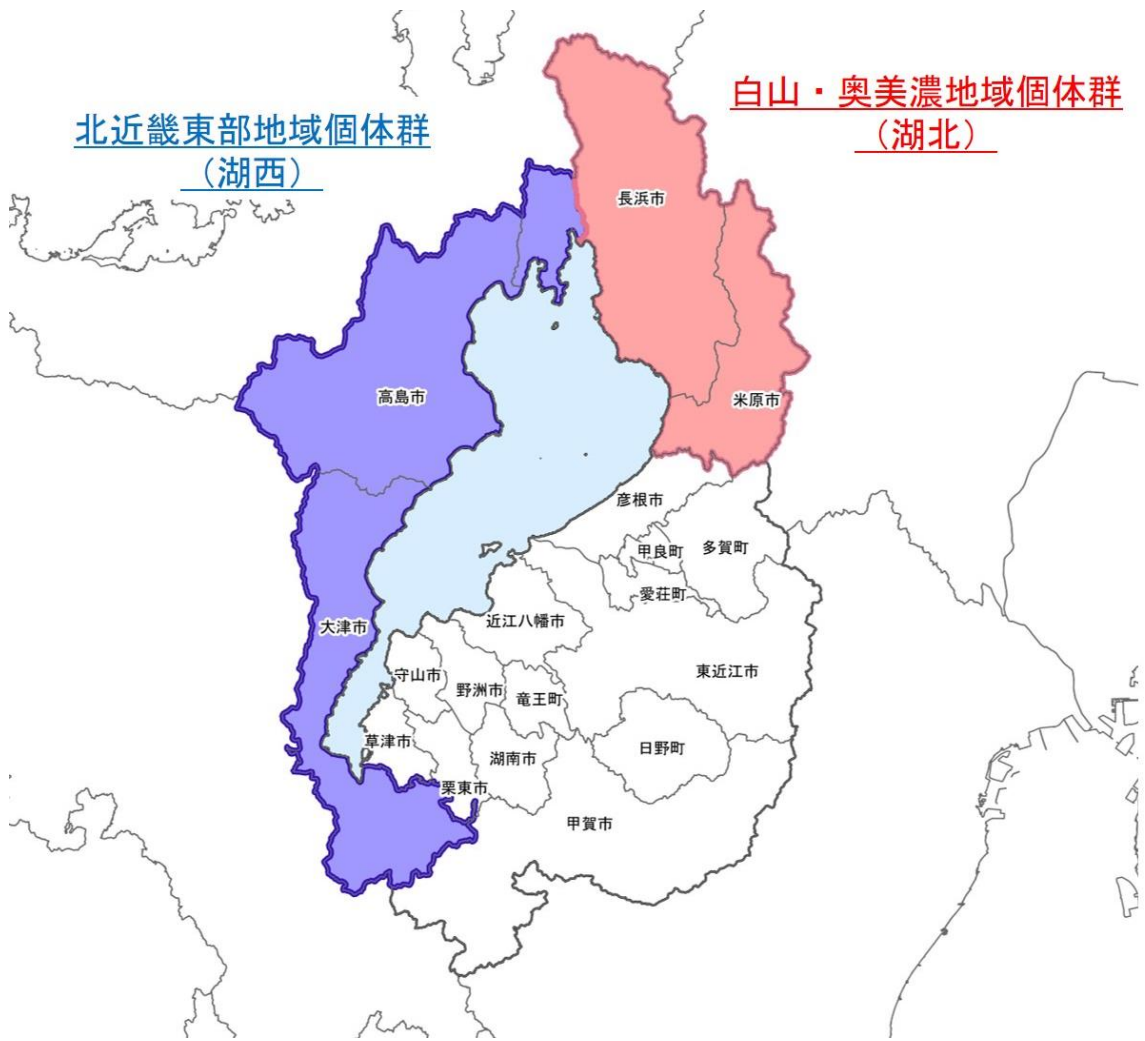 白山・奥美濃地域個体群
（湖北）
北近畿東部地域個体群
（湖西）
長浜市
高島市
米原市
彦根市
甲良町
多賀町
愛荘町
近江八幡市
大津市
東近江市
守山市
野洲市
竜王町
草津市
湖南市
日野町
栗東市
甲賀市